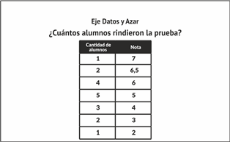 Eje Datos y Azar
¿Cuántos alumnos rindieron la prueba?
Cantidad de alumnos Nota
1 7
2 6,5
4 6
5 5
3 4
2 3
1 2